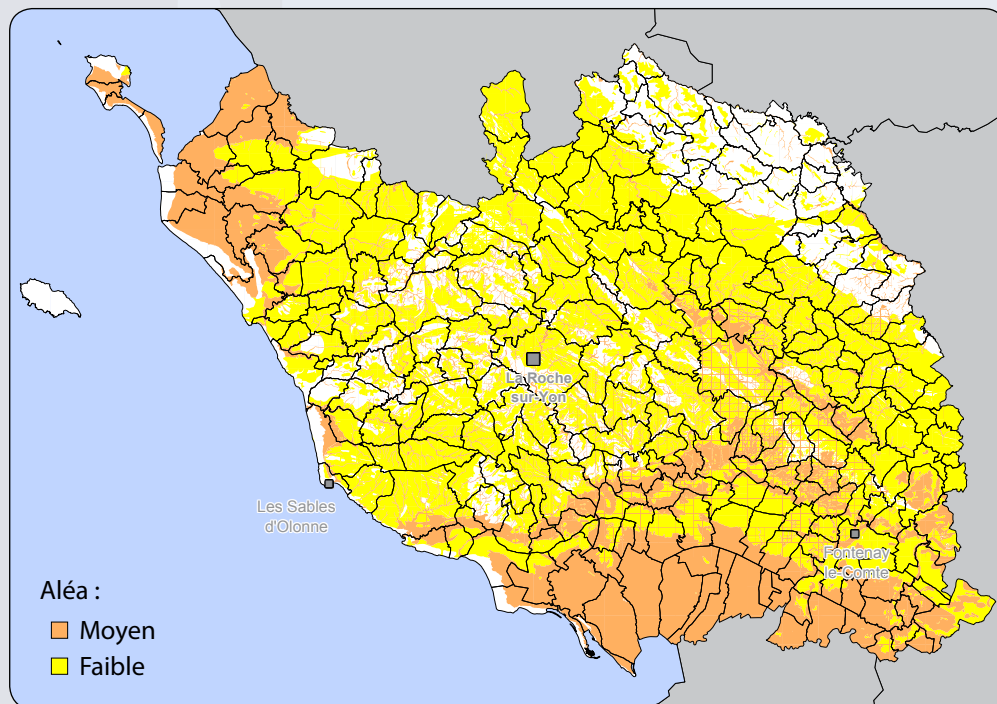 La Roche
sur-Yon
Les Sables
d'Olonne
Fontenay
le-Comte
Aléa :
Moyen
Faible